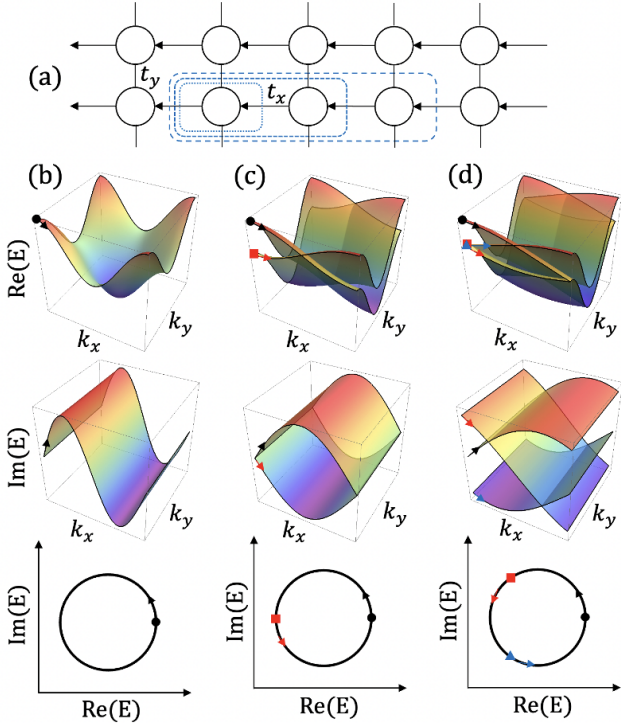 (a)
t_y
t_x
(b) (c) (d)
Re(E)
k_x k_y k_x k_y k_x k_y
Im(E)
k_x k_y k_x k_y k_x k_y
Im(E) Im(E) Im(E)
Re(E) Re(E) Re(E)